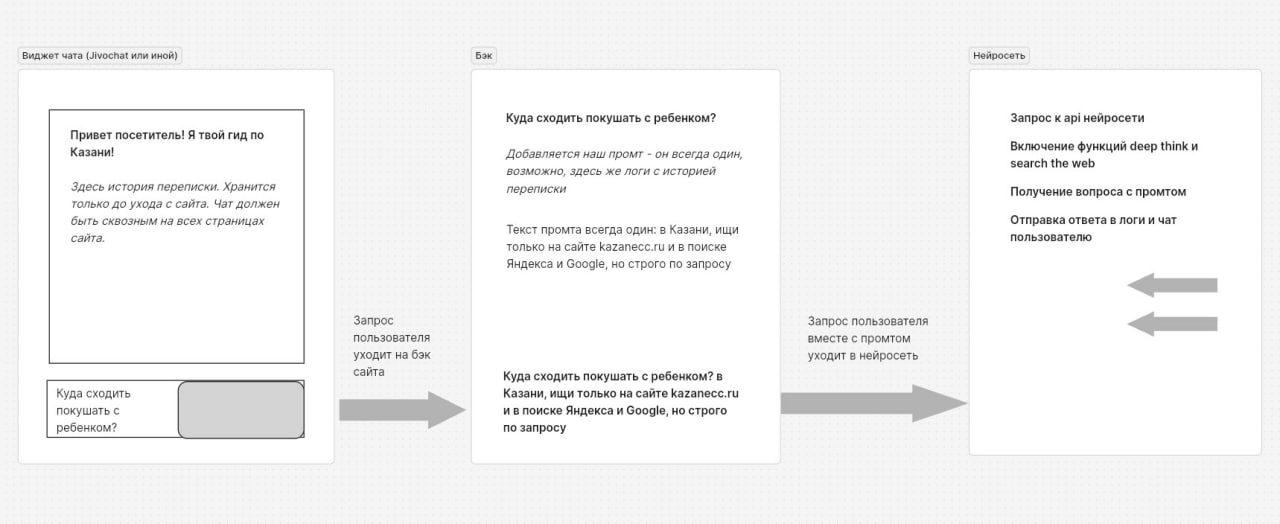 Виджет чата (Jivochat или иной)
Привет посетитель! Я твой гид по
Казани!
Здесь история переписки. Хранится
только до ухода с сайта. Чат должен
быть сквозным на всех страницах
сайта.
Куда сходить
покушать с
ребенком?
Запрос
пользователя
уходит на бэк
сайта
Бэк
Куда сходить покушать с ребенком?
Добавляется наш промт - он всегда один,
возможно, здесь же логи с историей
переписки
Текст промта всегда один: в Казани, ищи
только на сайте kazanecc.ru и в поиске
Яндекса и Google, но строго по запросу
Куда сходить покушать с ребенком? в
Казани, ищи только на сайте kazanecc.ru
и в поиске Яндекса и Google, но строго
по запросу
Запрос пользователя
вместе с промтом
уходит в нейросеть
Нейросеть
Запрос к api нейросети
Включение функций deep think и
search the web
Получение вопроса с промтом
Отправка ответа в логи и чат
пользователю